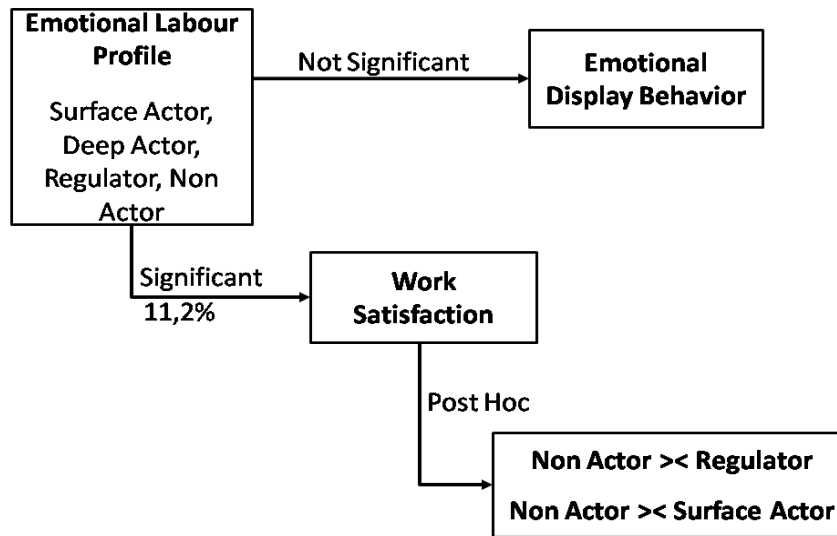 Emotional Labour
Profile
Surface Actor,
Deep Actor,
Regulator, Non
Actor
Not Significant
Emotional
Display Behavior
Significant
11,2%
Work
Satisfaction
Post Hoc
Non Actor >< Regulator
Non Actor >< Surface Actor